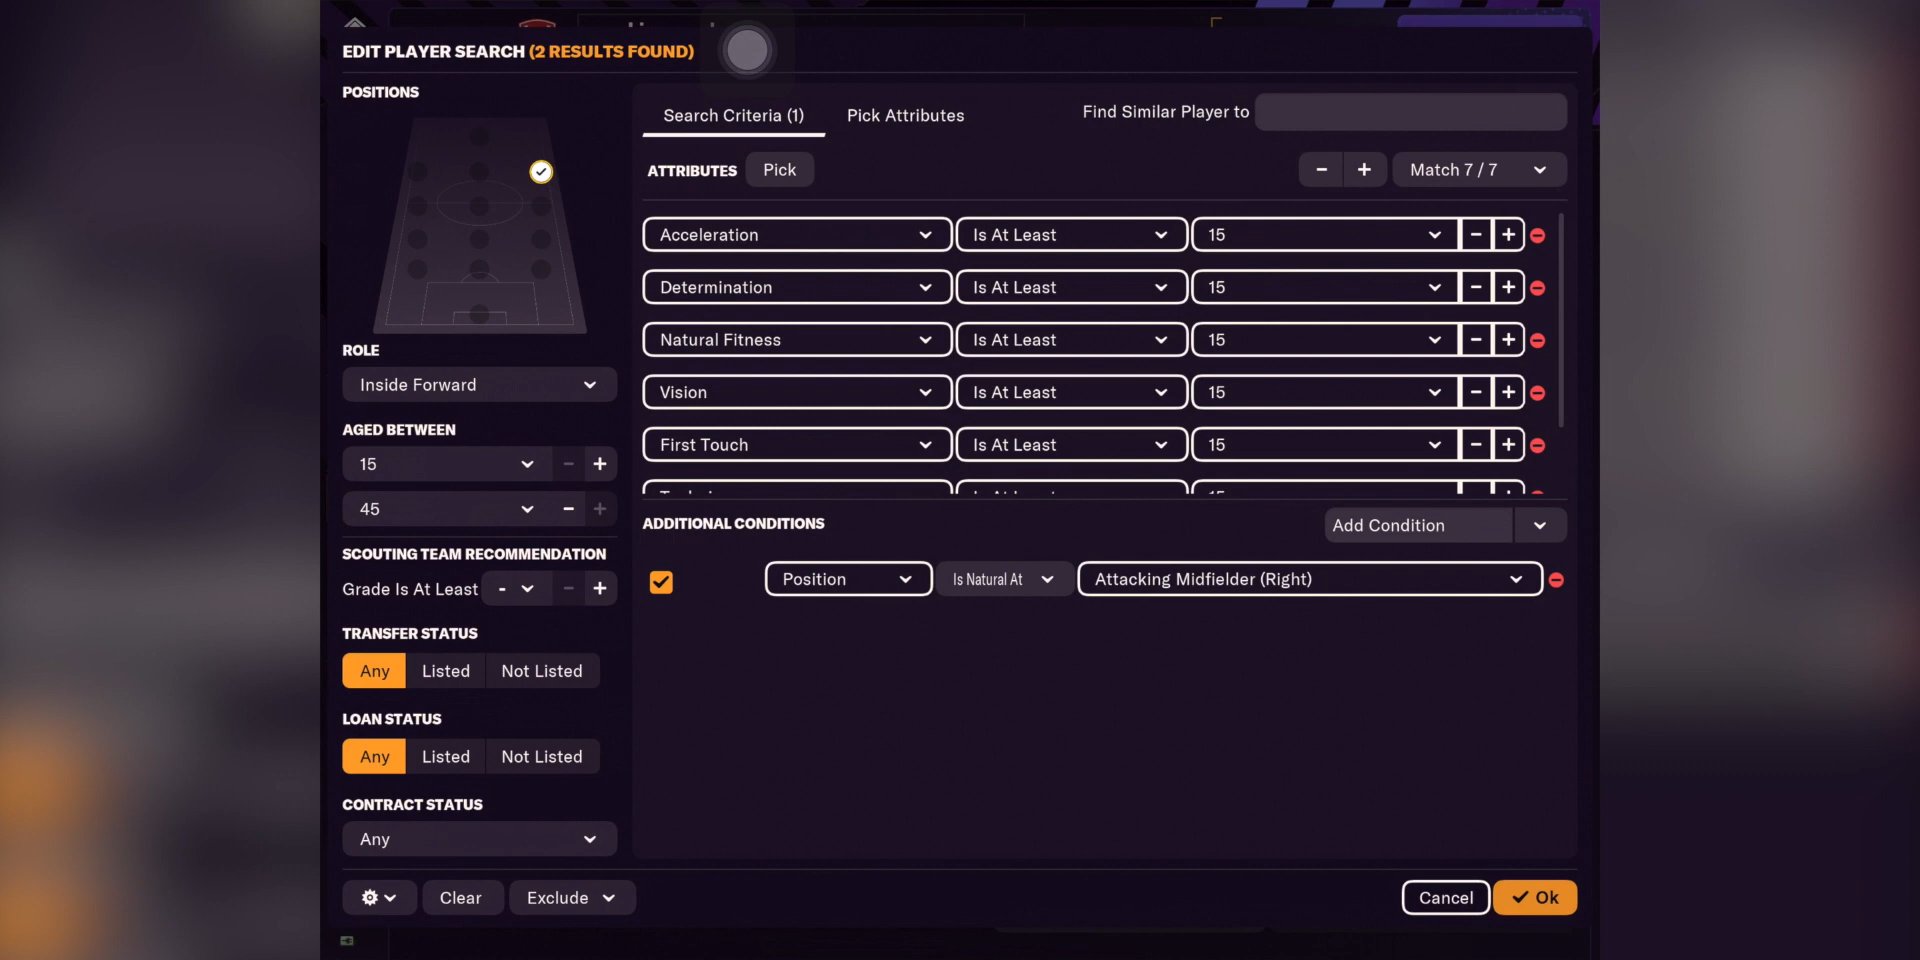 EDIT PLAYER SEARCH (2 RESULTS FOUND)
POSITIONS
ROLE
Inside Forward
AGED BETWEEN
15
45
SCOUTING TEAM RECOMMENDATION
Grade Is At Least -
TRANSFER STATUS
Any Listed Not Listed
LOAN STATUS
Any Listed Not Listed
CONTRACT STATUS
Any
Search Criteria (1) Pick Attributes Find Similar Player to
ATTRIBUTES Pick - + Match 7 / 7
Acceleration Is At Least 15 - +
Determination Is At Least 15 - +
Natural Fitness Is At Least 15 - +
Vision Is At Least 15 - +
First Touch Is At Least 15 - +
ADDITIONAL CONDITIONS Add Condition
Position Is Natural At Attacking Midfielder (Right)
Clear Exclude Cancel Ok